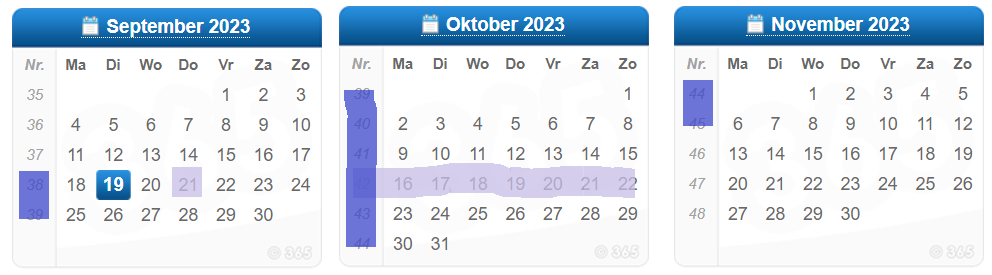 September 2023
Nr. Ma Di Wo Do Vr Za Zo
35 1 2 3
36 4 5 6 7 8 9 10
37 11 12 13 14 15 16 17
38 18 19 20 21 22 23 24
39 25 26 27 28 29 30
© 365
Oktober 2023
Nr. Ma Di Wo Do Vr Za Zo
39 1
40 2 3 4 5 6 7 8
41 9 10 11 12 13 14 15
42 16 17 18 19 20 21 22
43 23 24 25 26 27 28 29
44 30 31
© 365
November 2023
Nr. Ma Di Wo Do Vr Za Zo
44 1 2 3 4 5
45 6 7 8 9 10 11 12
46 13 14 15 16 17 18 19
47 20 21 22 23 24 25 26
48 27 28 29 30
© 365